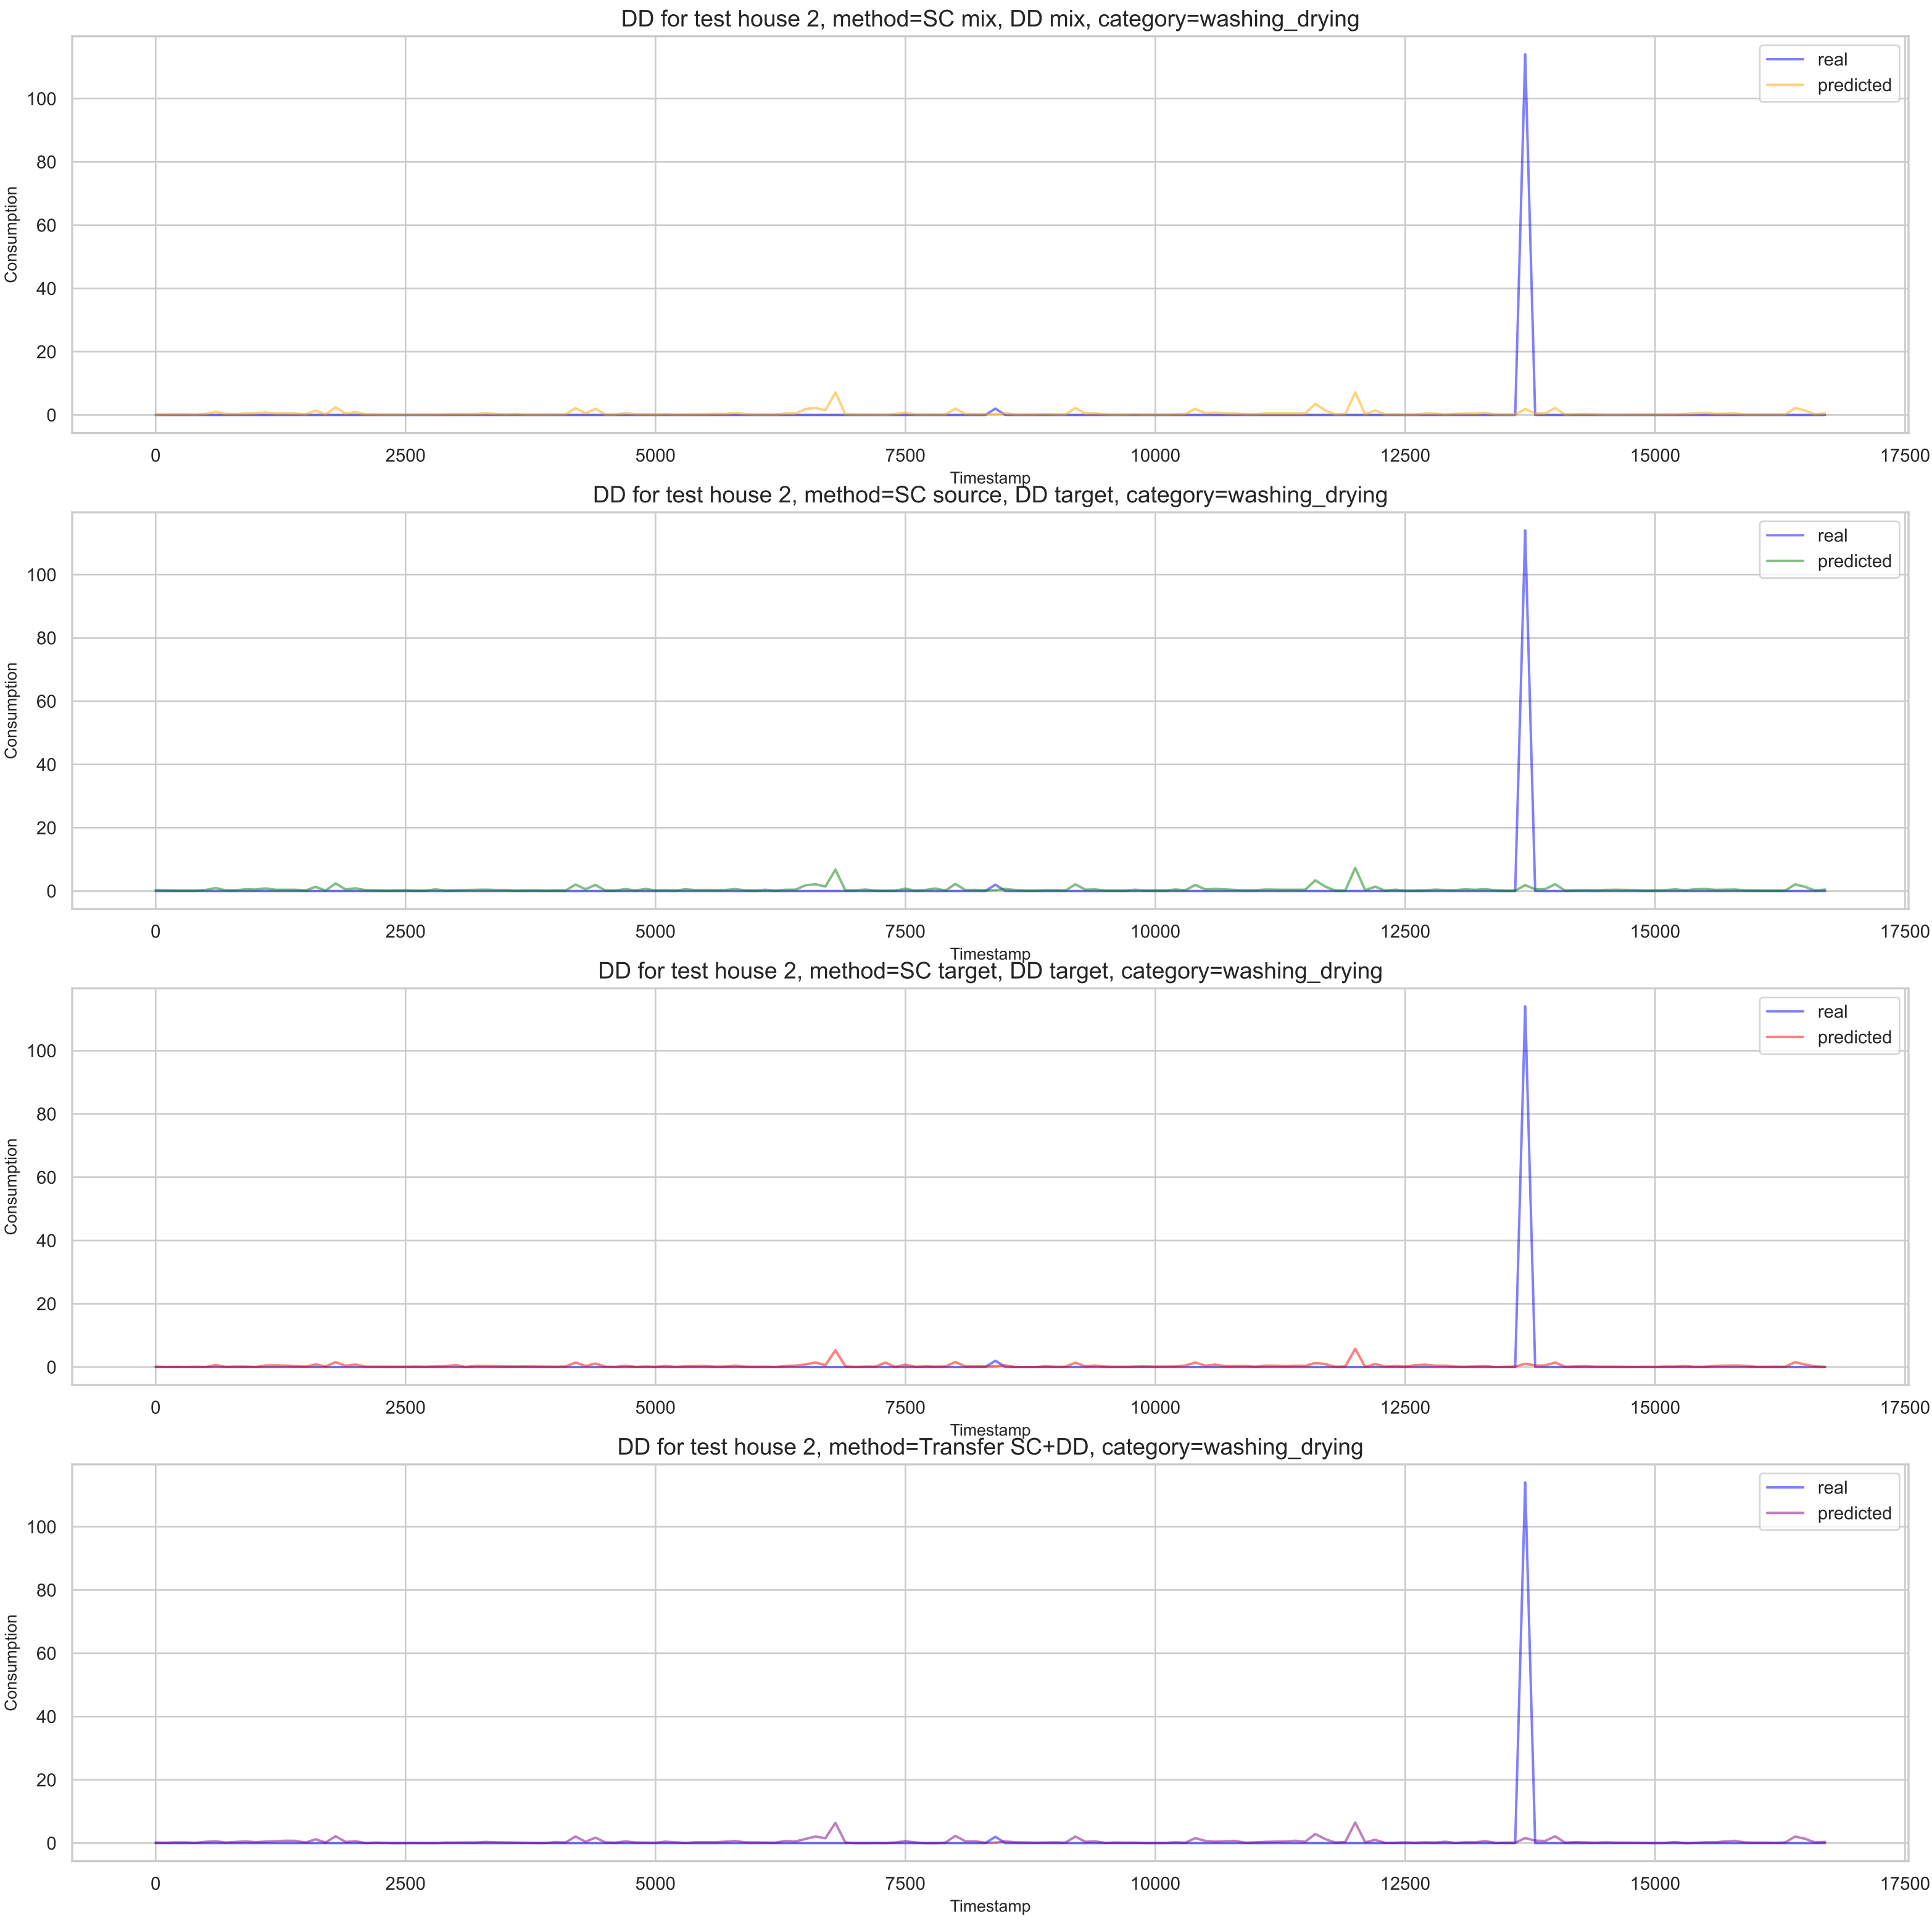 DD for test house 2, method=SC mix, DD mix, category=washing_drying
real
predicted
Consumption
100
80
60
40
20
0
0 2500 5000 7500 10000 12500 15000 17500
Timestamp
DD for test house 2, method=SC source, DD target, category=washing_drying
real
predicted
Consumption
100
80
60
40
20
0
0 2500 5000 7500 10000 12500 15000 17500
Timestamp
DD for test house 2, method=SC target, DD target, category=washing_drying
real
predicted
Consumption
100
80
60
40
20
0
0 2500 5000 7500 10000 12500 15000 17500
Timestamp
DD for test house 2, method=Transfer SC+DD, category=washing_drying
real
predicted
Consumption
100
80
60
40
20
0
0 2500 5000 7500 10000 12500 15000 17500
Timestamp